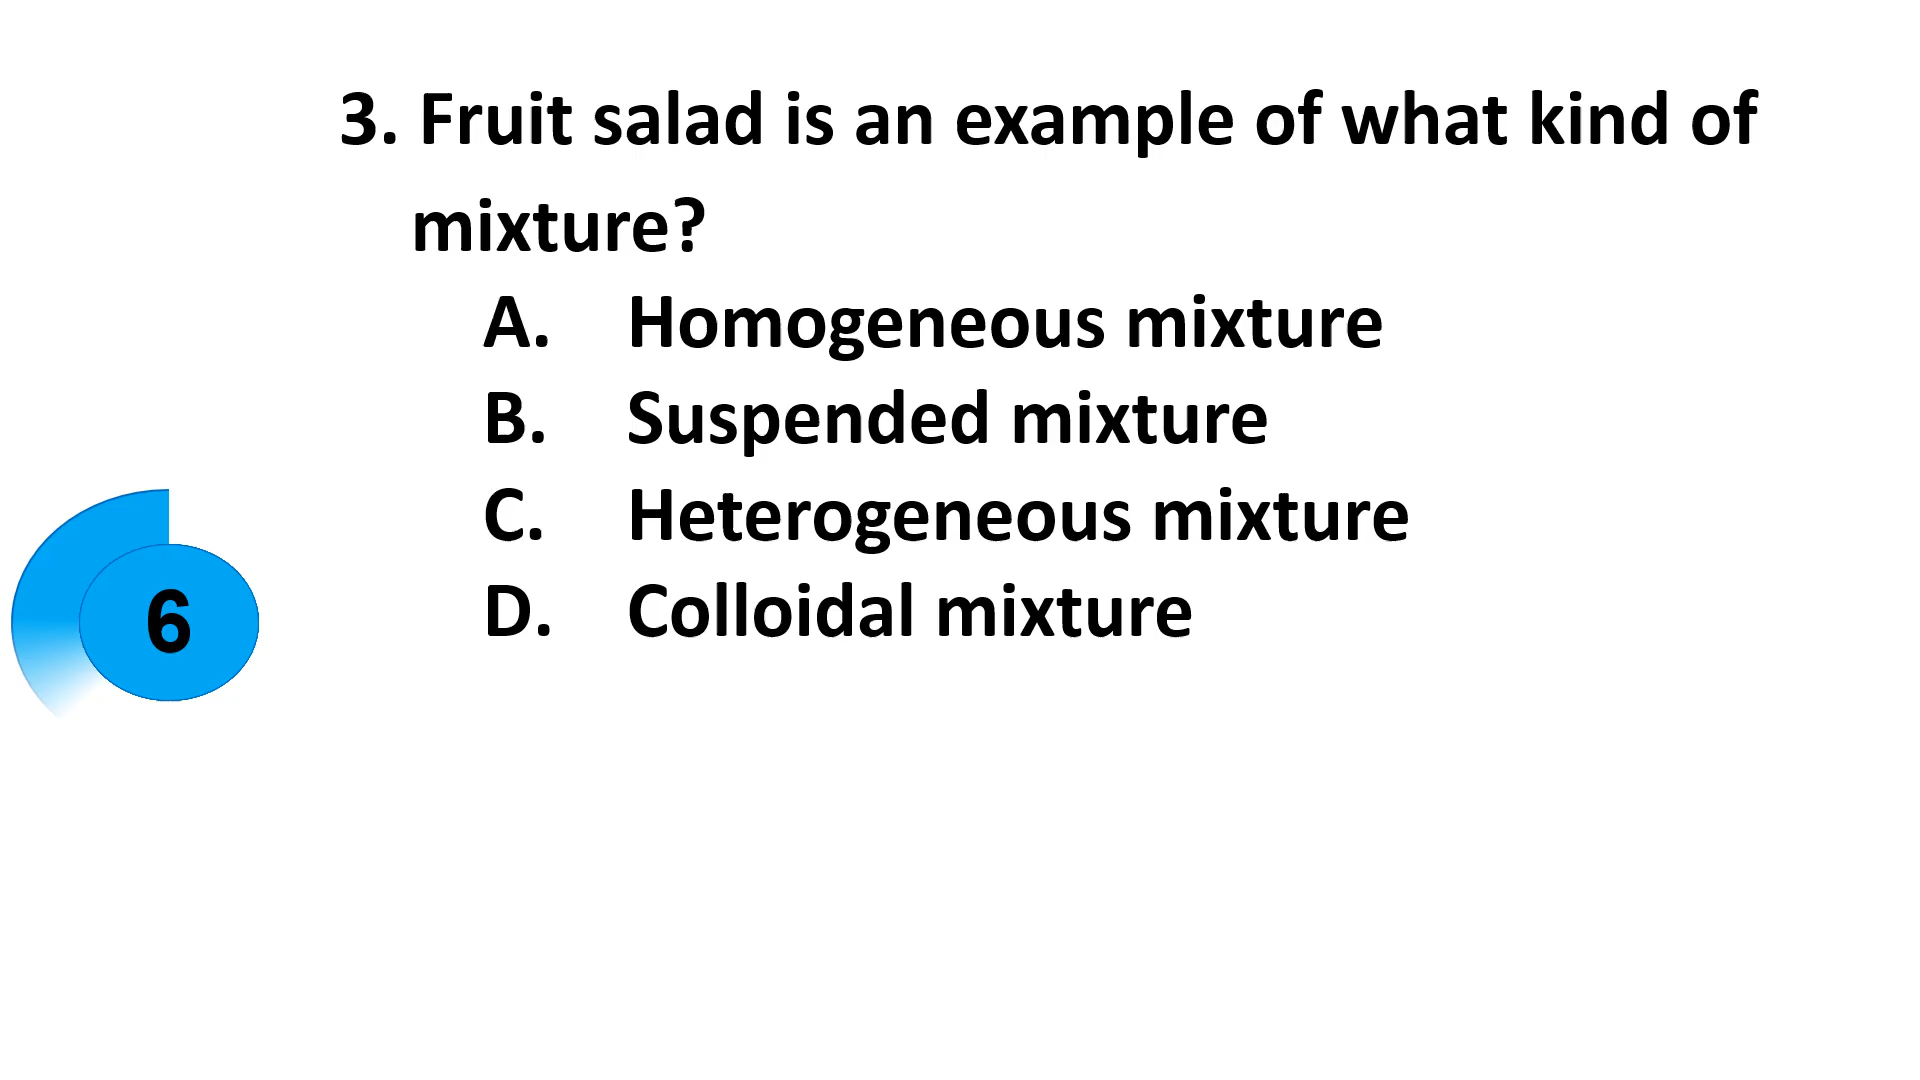 3. Fruit salad is an example of what kind of
mixture?
A. Homogeneous mixture
B. Suspended mixture
C. Heterogeneous mixture
D. Colloidal mixture
6